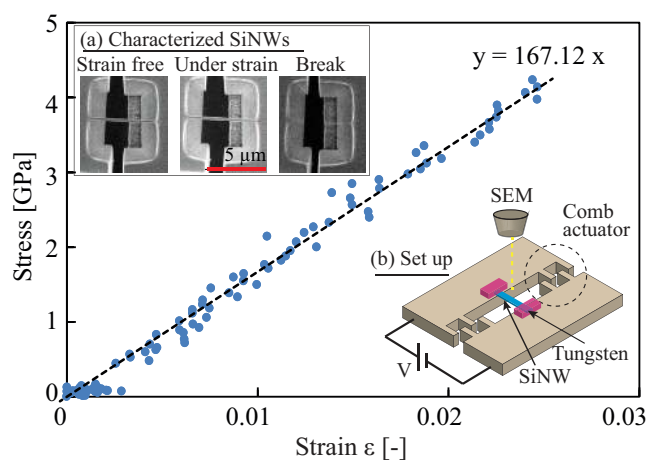 (a) Characterized SiNWs
Strain free Under strain Break
5 μm
y = 167.12 x
5
4
3
2
1
0
Stress [GPa]
SEM
Comb
actuator
(b) Set up
V
Tungsten
SiNW
0 0.01 0.02 0.03
Strain ε [-]